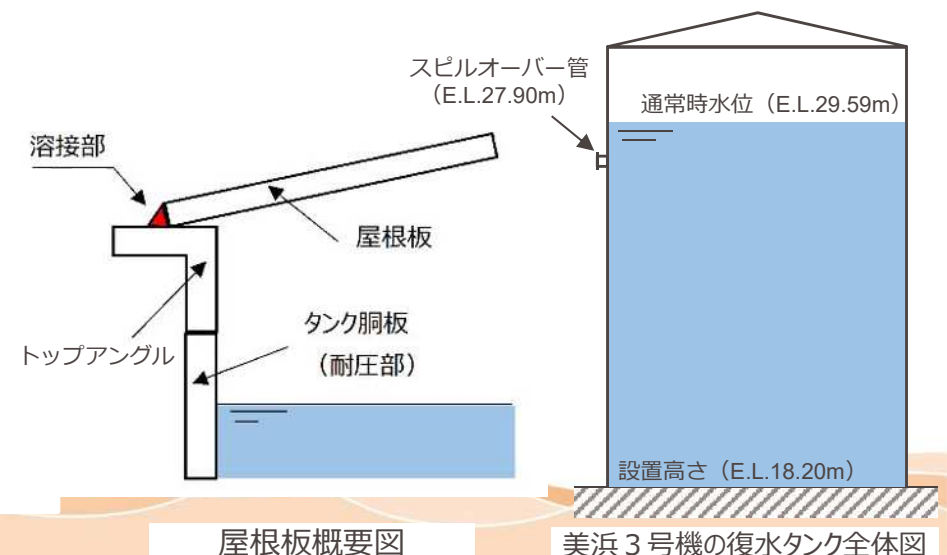 溶接部
屋根板
トップアングル
タンク胴板
（耐圧部）
屋根板概要図
スピルオーバー管
（E.L.27.90m）
通常時水位（E.L.29.59m）
設置高さ（E.L.18.20m）
美浜３号機の復水タンク全体図